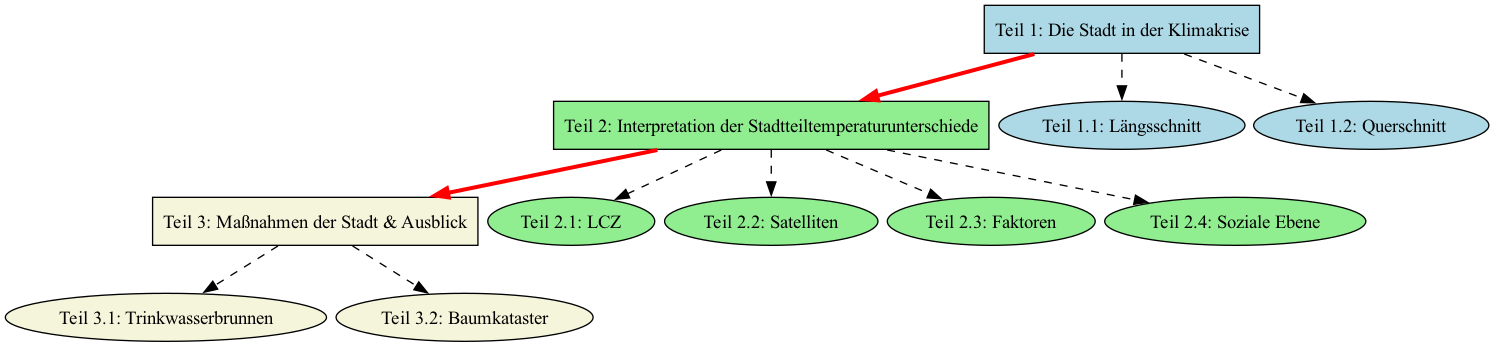 Teil 1: Die Stadt in der Klimakrise
Teil 2: Interpretation der Stadtteiltemperaturunterschiede
Teil 1.1: Längsschnitt
Teil 1.2: Querschnitt
Teil 3: Maßnahmen der Stadt & Ausblick
Teil 2.1: LCZ
Teil 2.2: Satelliten
Teil 2.3: Faktoren
Teil 2.4: Soziale Ebene
Teil 3.1: Trinkwasserbrunnen
Teil 3.2: Baumkataster